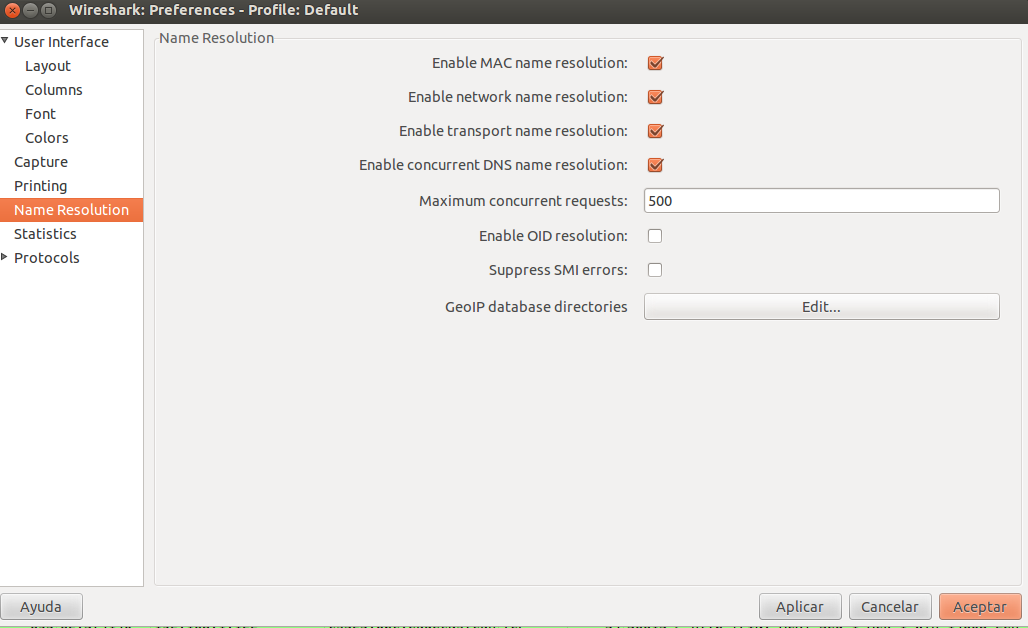 Wireshark: Preferences - Profile: Default
User Interface
Layout
Columns
Font
Colors
Capture
Printing
Name Resolution
Statistics
Protocols
Name Resolution
Enable MAC name resolution:
Enable network name resolution:
Enable transport name resolution:
Enable concurrent DNS name resolution:
Maximum concurrent requests: 500
Enable OID resolution:
Suppress SMI errors:
GeoIP database directories Edit...
Ayuda Aplicar Cancelar Aceptar